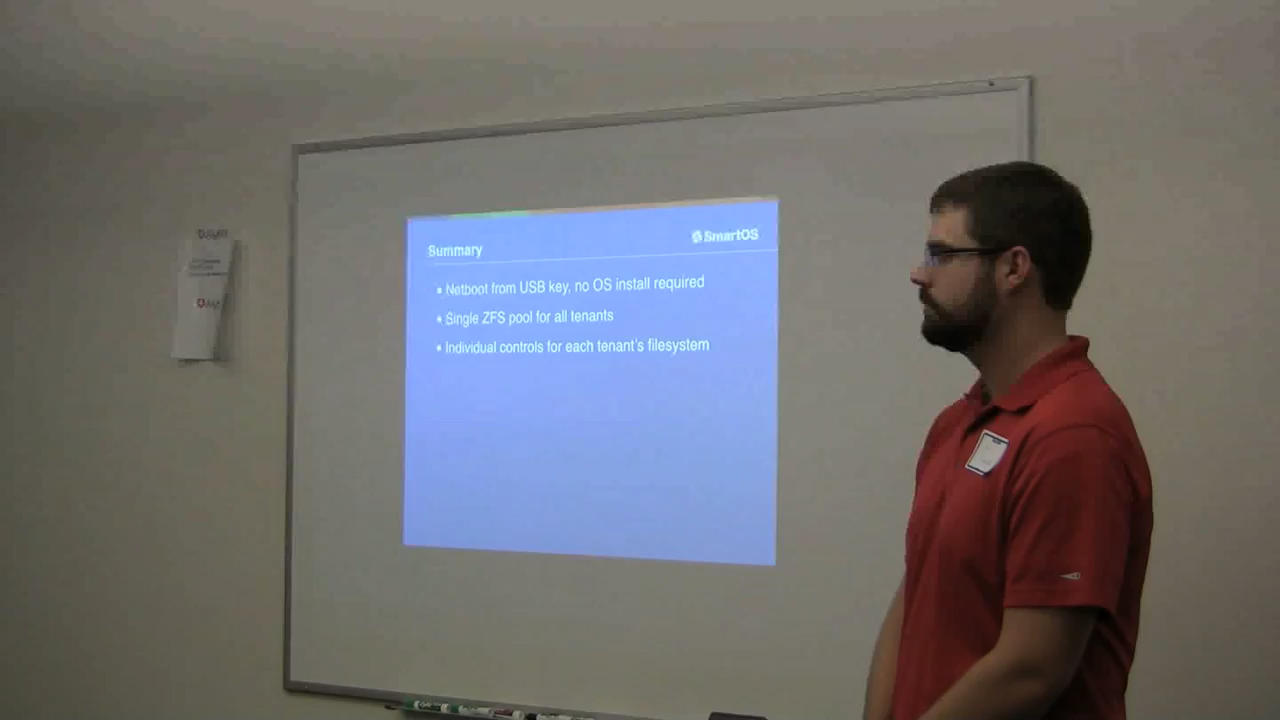 Summary
SmartOS
• Netboot from USB key, no OS install required
• Single ZFS pool for all tenants
• Individual controls for each tenant's filesystem